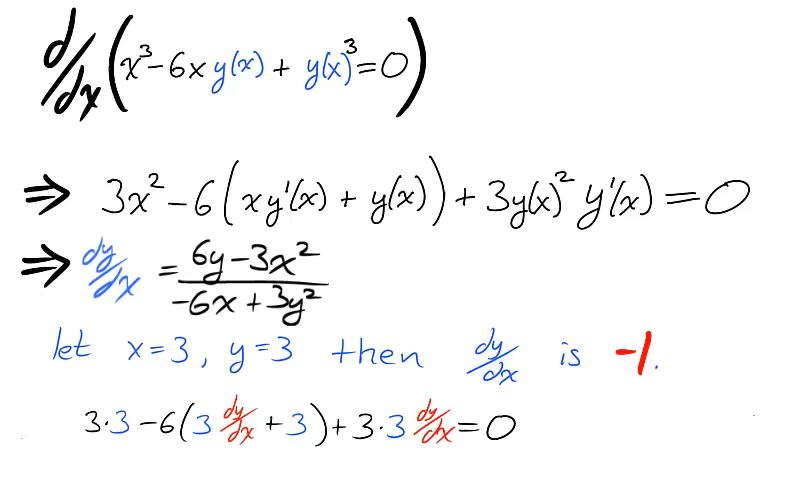 d/dx (x³ - 6x y(x) + y(x)³ = 0)
⇒ 3x² - 6(xy'(x) + y(x)) + 3y(x)² y'(x) = 0
⇒ dy/dx = (6y - 3x²)/(-6x + 3y²)
let x = 3, y = 3 then dy/dx is -1.
3·3 - 6(3 dy/dx + 3) + 3·3 dy/dx = 0